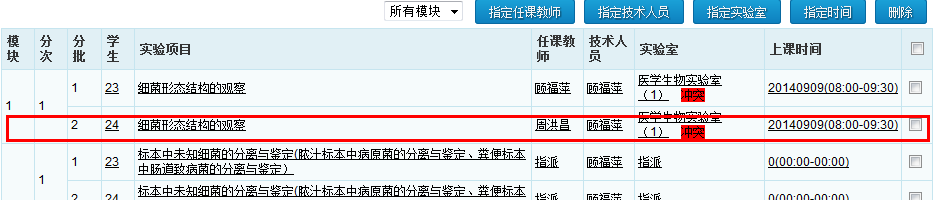 所有模块 指定任课教师 指定技术人员 指定实验室 指定时间 删除
模块 分次 分批 学生 实验项目 任课教师 技术人员 实验室 上课时间
1 1 1 23 细菌形态结构的观察 顾福萍 顾福萍 医学生物实验室（1） 冲突 20140909(08:00-09:30)
2 24 细菌形态结构的观察 周洪昌 顾福萍 医学生物实验室（1） 冲突 20140909(08:00-09:30)
1 1 23 标本中未知细菌的分离与鉴定(脓汁标本中病原菌的分离与鉴定、粪便标本
中肠道致病菌的分离与鉴定） 指派 顾福萍 指派 0(00:00-00:00)
2 24 标本中未知细菌的分离与鉴定(脓汁标本中病原菌的分离与鉴定、粪便标本 指派 顾福萍 指派 0(00:00-00:00)